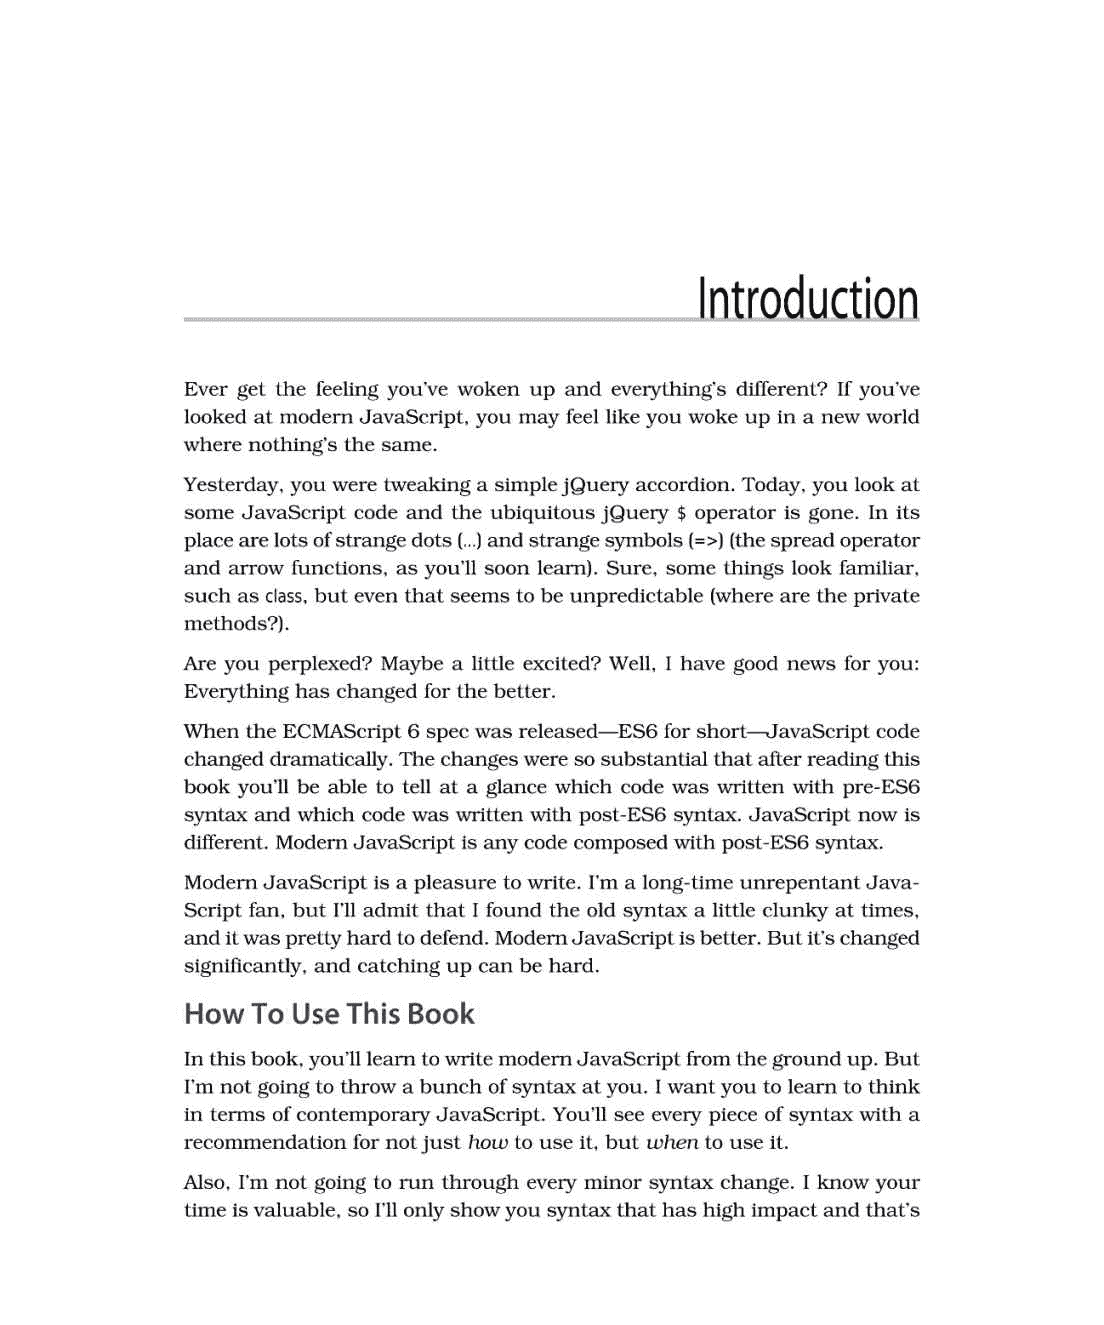 Introduction
Ever get the feeling you've woken up and everything's different? If you've
looked at modern JavaScript, you may feel like you woke up in a new world
where nothing's the same.
Yesterday, you were tweaking a simple jQuery accordion. Today, you look at
some JavaScript code and the ubiquitous jQuery $ operator is gone. In its
place are lots of strange dots (...) and strange symbols (=>) (the spread operator
and arrow functions, as you'll soon learn). Sure, some things look familiar,
such as class, but even that seems to be unpredictable (where are the private
methods?).
Are you perplexed? Maybe a little excited? Well, I have good news for you:
Everything has changed for the better.
When the ECMAScript 6 spec was released—ES6 for short—JavaScript code
changed dramatically. The changes were so substantial that after reading this
book you'll be able to tell at a glance which code was written with pre-ES6
syntax and which code was written with post-ES6 syntax. JavaScript now is
different. Modern JavaScript is any code composed with post-ES6 syntax.
Modern JavaScript is a pleasure to write. I'm a long-time unrepentant Java-
Script fan, but I'll admit that I found the old syntax a little clunky at times,
and it was pretty hard to defend. Modern JavaScript is better. But it's changed
significantly, and catching up can be hard.
How To Use This Book
In this book, you'll learn to write modern JavaScript from the ground up. But
I'm not going to throw a bunch of syntax at you. I want you to learn to think
in terms of contemporary JavaScript. You'll see every piece of syntax with a
recommendation for not just how to use it, but when to use it.
Also, I'm not going to run through every minor syntax change. I know your
time is valuable, so I'll only show you syntax that has high impact and that's